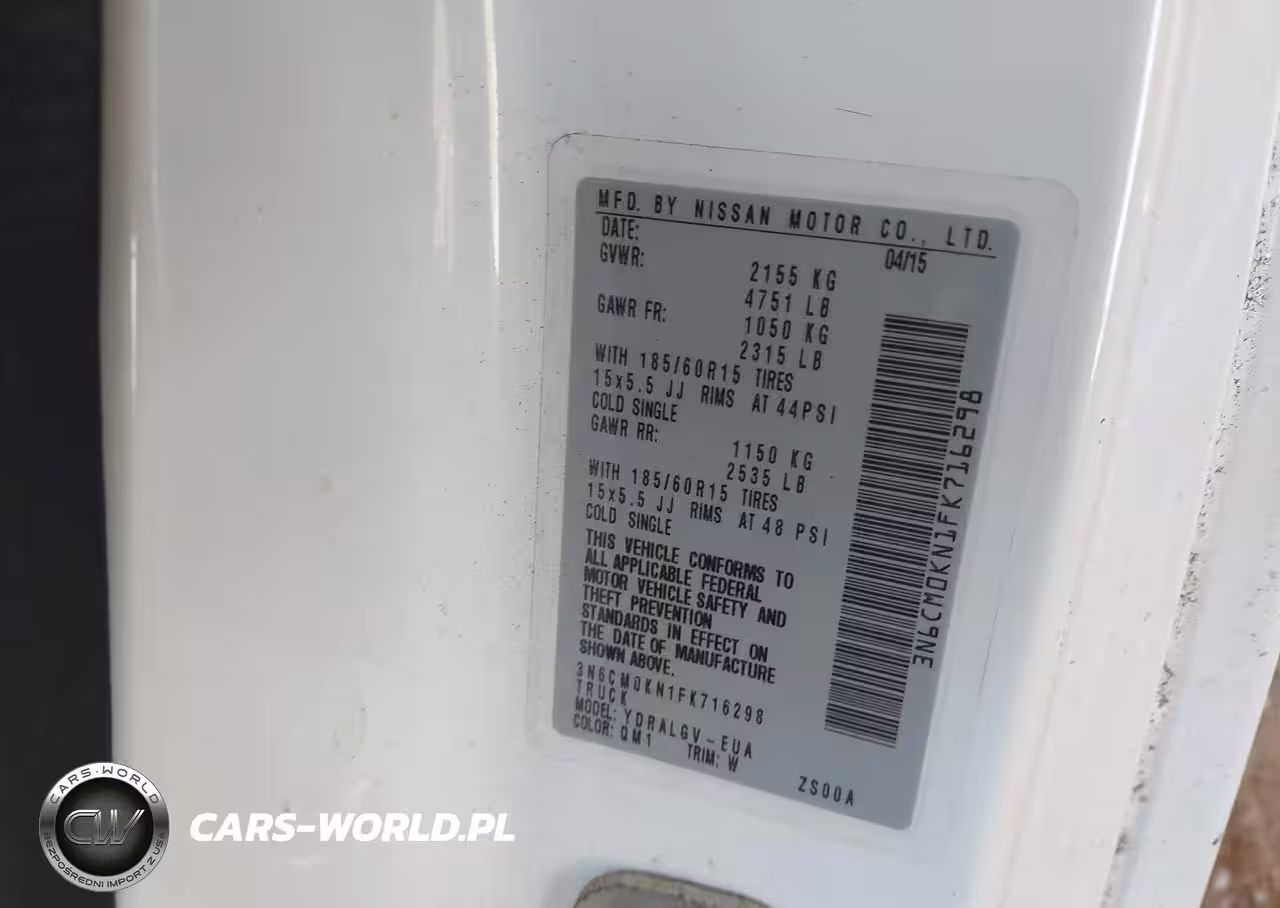 MFD. BY NISSAN MOTOR CO., LTD.
DATE: 04/15
GVWR: 2155 KG
4751 LB
GAWR FR: 1050 KG
2315 LB
WITH 185/60R15 TIRES
15x5.5 JJ RIMS AT 44PSI
COLD SINGLE
GAWR RR: 1150 KG
2535 LB
WITH 185/60R15 TIRES
15x5.5 JJ RIMS AT 48 PSI
COLD SINGLE
THIS VEHICLE CONFORMS TO
ALL APPLICABLE FEDERAL
MOTOR VEHICLE SAFETY AND
THEFT PREVENTION
STANDARDS IN EFFECT ON
THE DATE OF MANUFACTURE
SHOWN ABOVE.
3N6CM0KN1FK716298
TRUCK
MODEL: YDRALGV-EUA
COLOR: QM1 TRIM: W
ZS00A
3N6CM0KN1FK716298
CARS-WORLD
CW
BEZPOŚREDNI IMPORT Z USA
CARS-WORLD.PL